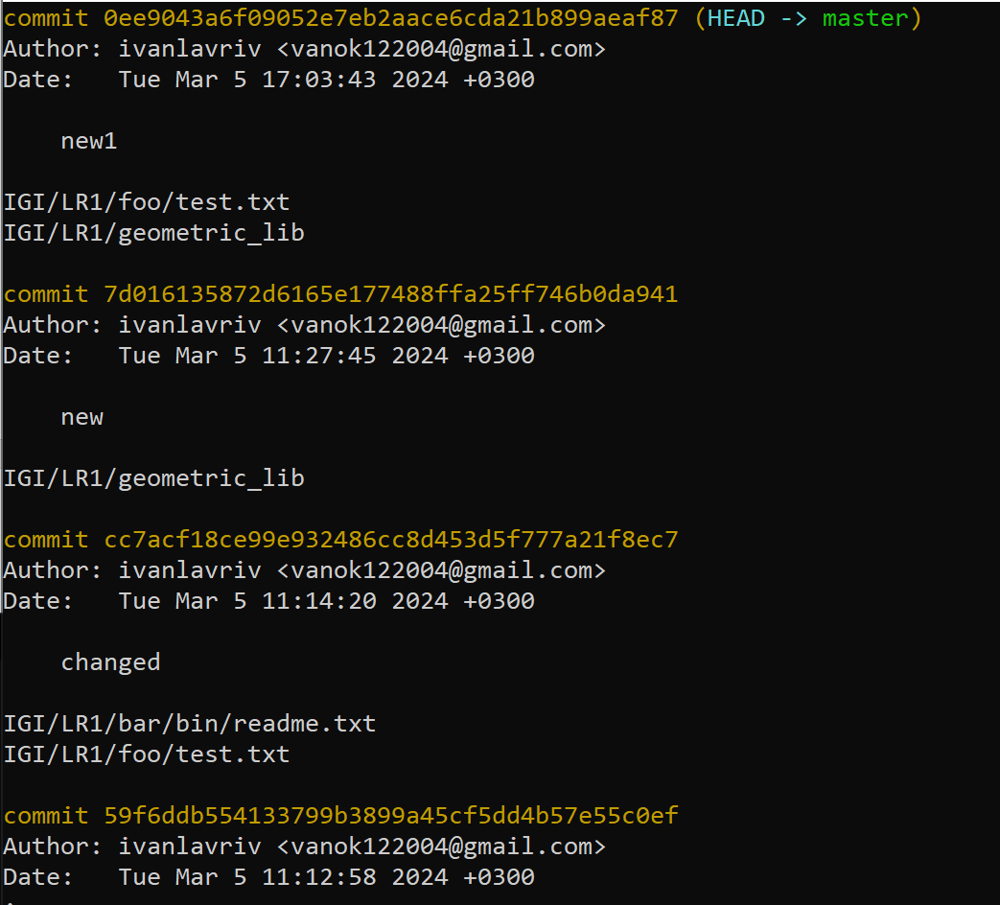 commit 0ee9043a6f09052e7eb2aace6cda21b899aeaf87 (HEAD -> master)
Author: ivanlavriv <vanok122004@gmail.com>
Date:   Tue Mar 5 17:03:43 2024 +0300

    new1

IGI/LR1/foo/test.txt
IGI/LR1/geometric_lib

commit 7d016135872d6165e177488ffa25ff746b0da941
Author: ivanlavriv <vanok122004@gmail.com>
Date:   Tue Mar 5 11:27:45 2024 +0300

    new

IGI/LR1/geometric_lib

commit cc7acf18ce99e932486cc8d453d5f777a21f8ec7
Author: ivanlavriv <vanok122004@gmail.com>
Date:   Tue Mar 5 11:14:20 2024 +0300

    changed

IGI/LR1/bar/bin/readme.txt
IGI/LR1/foo/test.txt

commit 59f6ddb554133799b3899a45cf5dd4b57e55c0ef
Author: ivanlavriv <vanok122004@gmail.com>
Date:   Tue Mar 5 11:12:58 2024 +0300